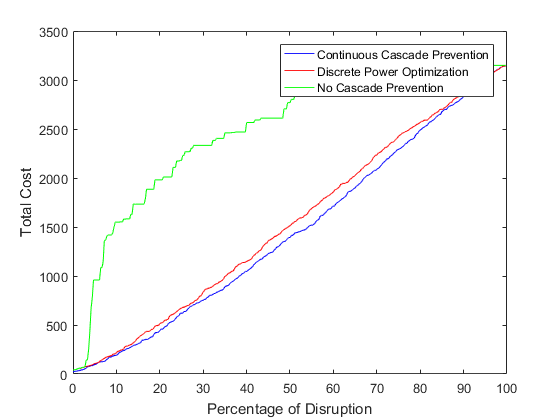 3500
3000
2500
2000
1500
1000
500
0
Total Cost
Continuous Cascade Prevention
Discrete Power Optimization
No Cascade Prevention
0 10 20 30 40 50 60 70 80 90 100
Percentage of Disruption